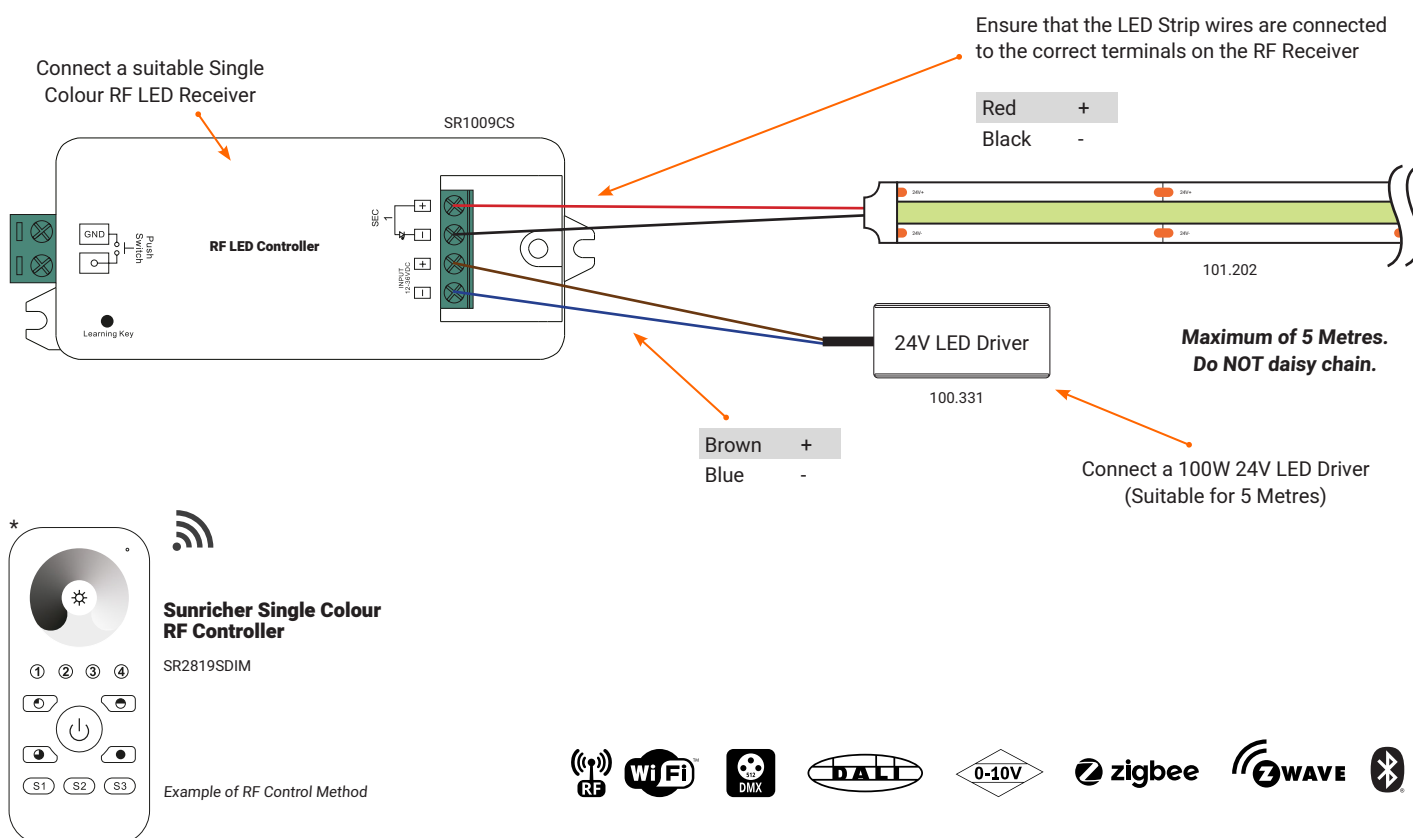 Ensure that the LED Strip wires are connected
to the correct terminals on the RF Receiver
Connect a suitable Single
Colour RF LED Receiver
Red +
Black -
SR1009CS
SEC
1
+
-
+
-
INPUT
12-36VDC
GND
Push
Switch
RF LED Controller
Learning Key
24V+
24V+
24V-
24V-
101.202
24V LED Driver
100.331
Maximum of 5 Metres.
Do NOT daisy chain.
Brown +
Blue -
Connect a 100W 24V LED Driver
(Suitable for 5 Metres)
*
Sunricher Single Colour
RF Controller
SR2819SDIM
1 2 3 4
S1 S2 S3
Example of RF Control Method
RF
WiFi™
512
DMX
DALI
0-10V
zigbee
Z WAVE